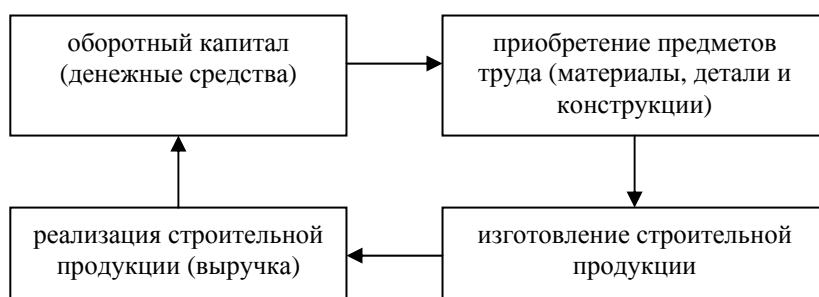 оборотный капитал
(денежные средства)
приобретение предметов
труда (материалы, детали и
конструкции)
реализация строительной
продукции (выручка)
изготовление строительной
продукции